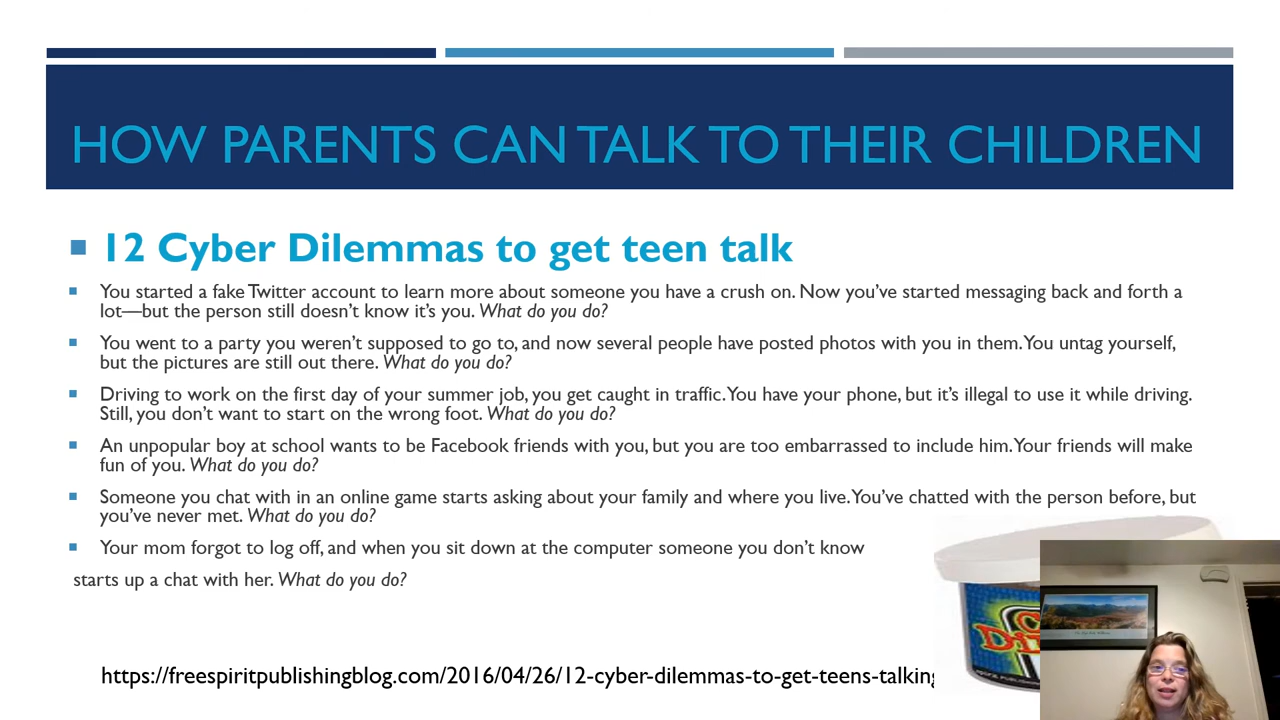 HOW PARENTS CAN TALK TO THEIR CHILDREN
12 Cyber Dilemmas to get teen talk
You started a fake Twitter account to learn more about someone you have a crush on. Now you've started messaging back and forth a
lot—but the person still doesn't know it's you. What do you do?
You went to a party you weren't supposed to go to, and now several people have posted photos with you in them. You untag yourself,
but the pictures are still out there. What do you do?
Driving to work on the first day of your summer job, you get caught in traffic. You have your phone, but it's illegal to use it while driving.
Still, you don't want to start on the wrong foot. What do you do?
An unpopular boy at school wants to be Facebook friends with you, but you are too embarrassed to include him. Your friends will make
fun of you. What do you do?
Someone you chat with in an online game starts asking about your family and where you live. You've chatted with the person before, but
you've never met. What do you do?
Your mom forgot to log off, and when you sit down at the computer someone you don't know
starts up a chat with her. What do you do?
https://freespiritpublishingblog.com/2016/04/26/12-cyber-dilemmas-to-get-teens-talking